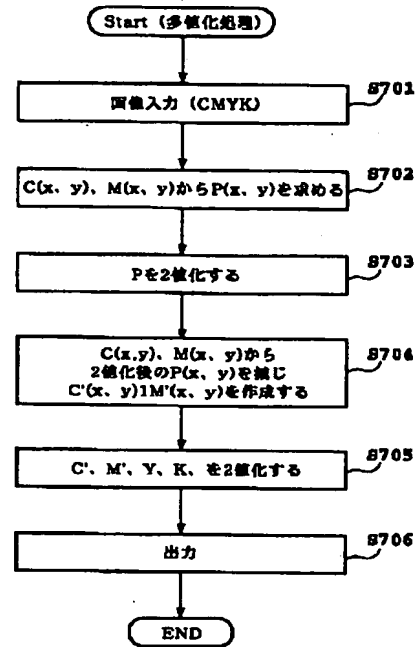 Start (多値化処理)
S701
画像入力 (CMYK)
S702
C(x、y)、M(x、y)からP(x、y)を求める
S703
Pを2値化する
S704
C(x,y)、M(x、y)から
2値化後のP(x、y)を減じ
C'(x、y)1M'(x、y)を作成する
S705
C'、M'、Y、K、を2値化する
S706
出力
END